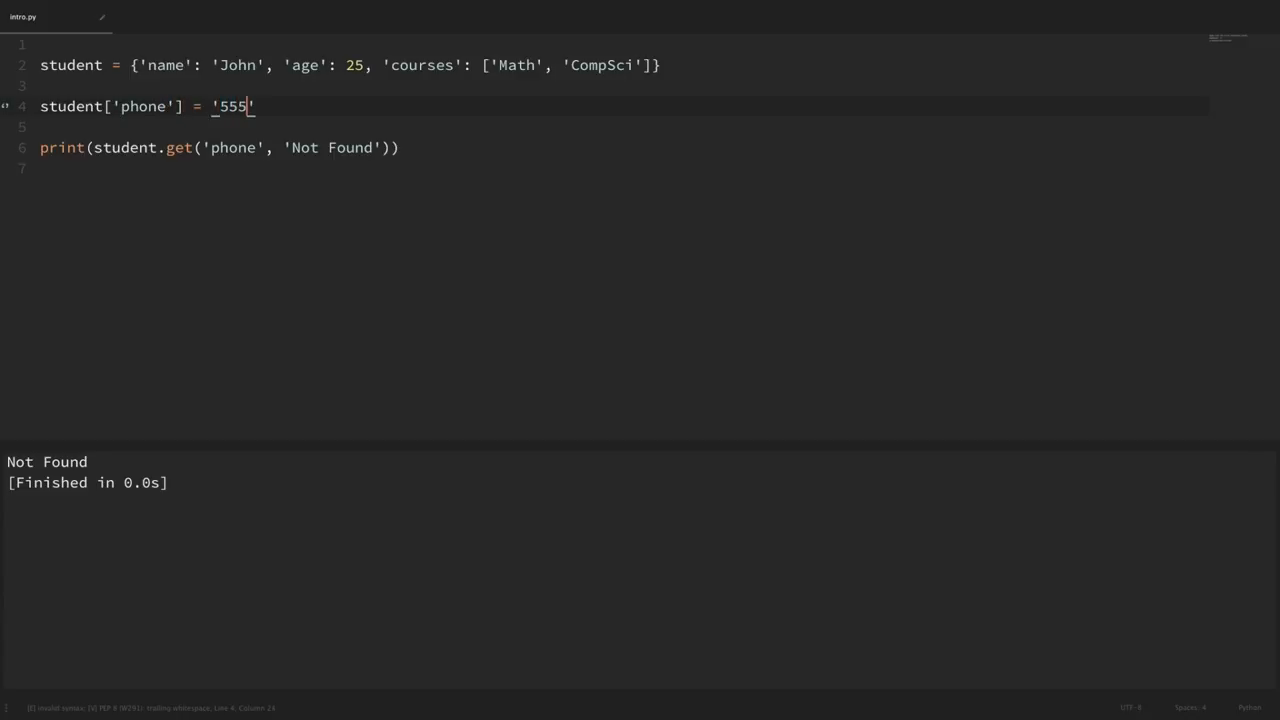 intro.py
1
2 student = {'name': 'John', 'age': 25, 'courses': ['Math', 'CompSci']}
3
4 student['phone'] = '555'
5
6 print(student.get('phone', 'Not Found'))
7
Not Found
[Finished in 0.0s]
[E] invalid syntax; [V] PEP 8 (W291): trailing whitespace, Line 4, Column 24
UTF-8 Spaces: 4 Python